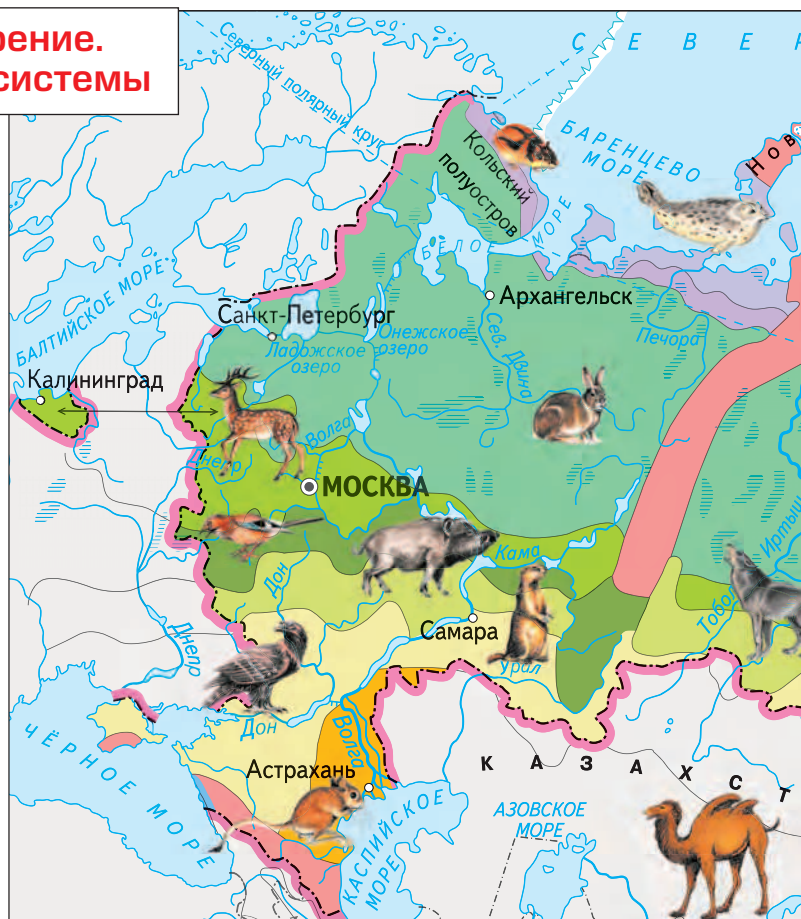 рение.
системы
Северный полярный круг
С Е В Е Р
БАРЕНЦЕВО
МОРЕ
Нов
Кольский
полуостров
БЕЛОЕ
МОРЕ
Архангельск
Печора
БАЛТИЙСКОЕ МОРЕ
Санкт-Петербург
Ладожское
озеро
Онежское
озеро
Сев. Двина
Калининград
Волга
Днепр
МОСКВА
Иртыш
Кама
Дон
Тобол
Самара
Днепр
Урал
Дон
Волга
ЧЁРНОЕ МОРЕ
Астрахань
К А З А Х С Т
АЗОВСКОЕ
МОРЕ
КАСПИЙСКОЕ
МОРЕ